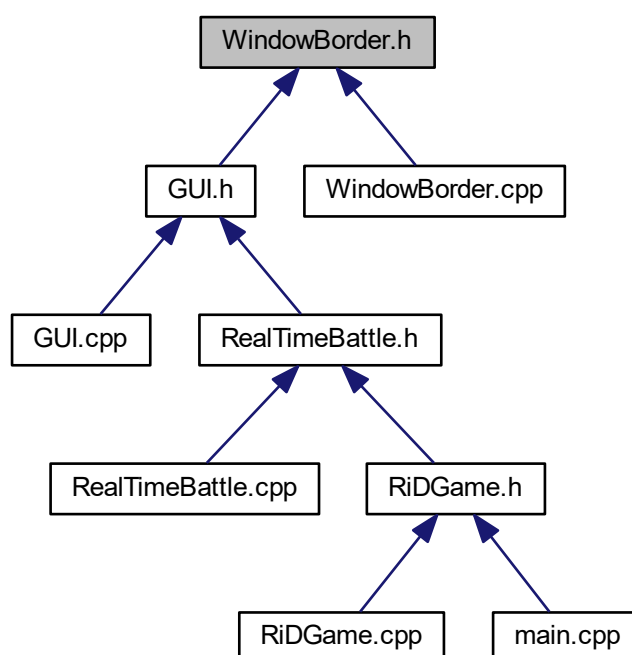 WindowBorder.h
GUI.h
WindowBorder.cpp
GUI.cpp
RealTimeBattle.h
RealTimeBattle.cpp
RiDGame.h
RiDGame.cpp
main.cpp